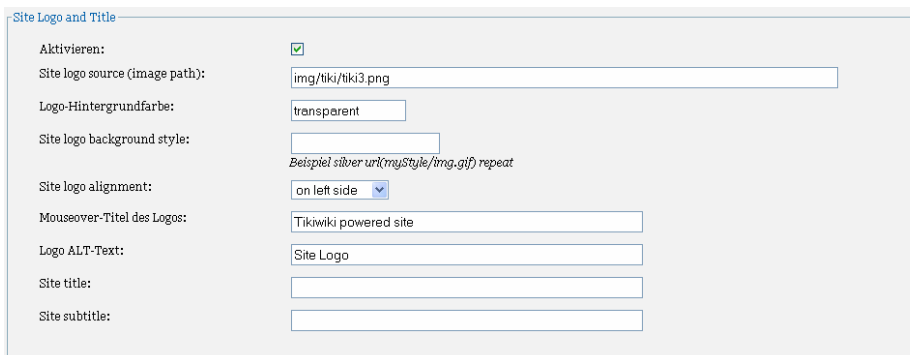 Site Logo and Title
Aktivieren:
Site logo source (image path): img/tiki/tiki3.png
Logo-Hintergrundfarbe: transparent
Site logo background style:
Beispiel silver url(myStyle/img.gif) repeat
Site logo alignment: on left side
Mouseover-Titel des Logos: Tikiwiki powered site
Logo ALT-Text: Site Logo
Site title:
Site subtitle: